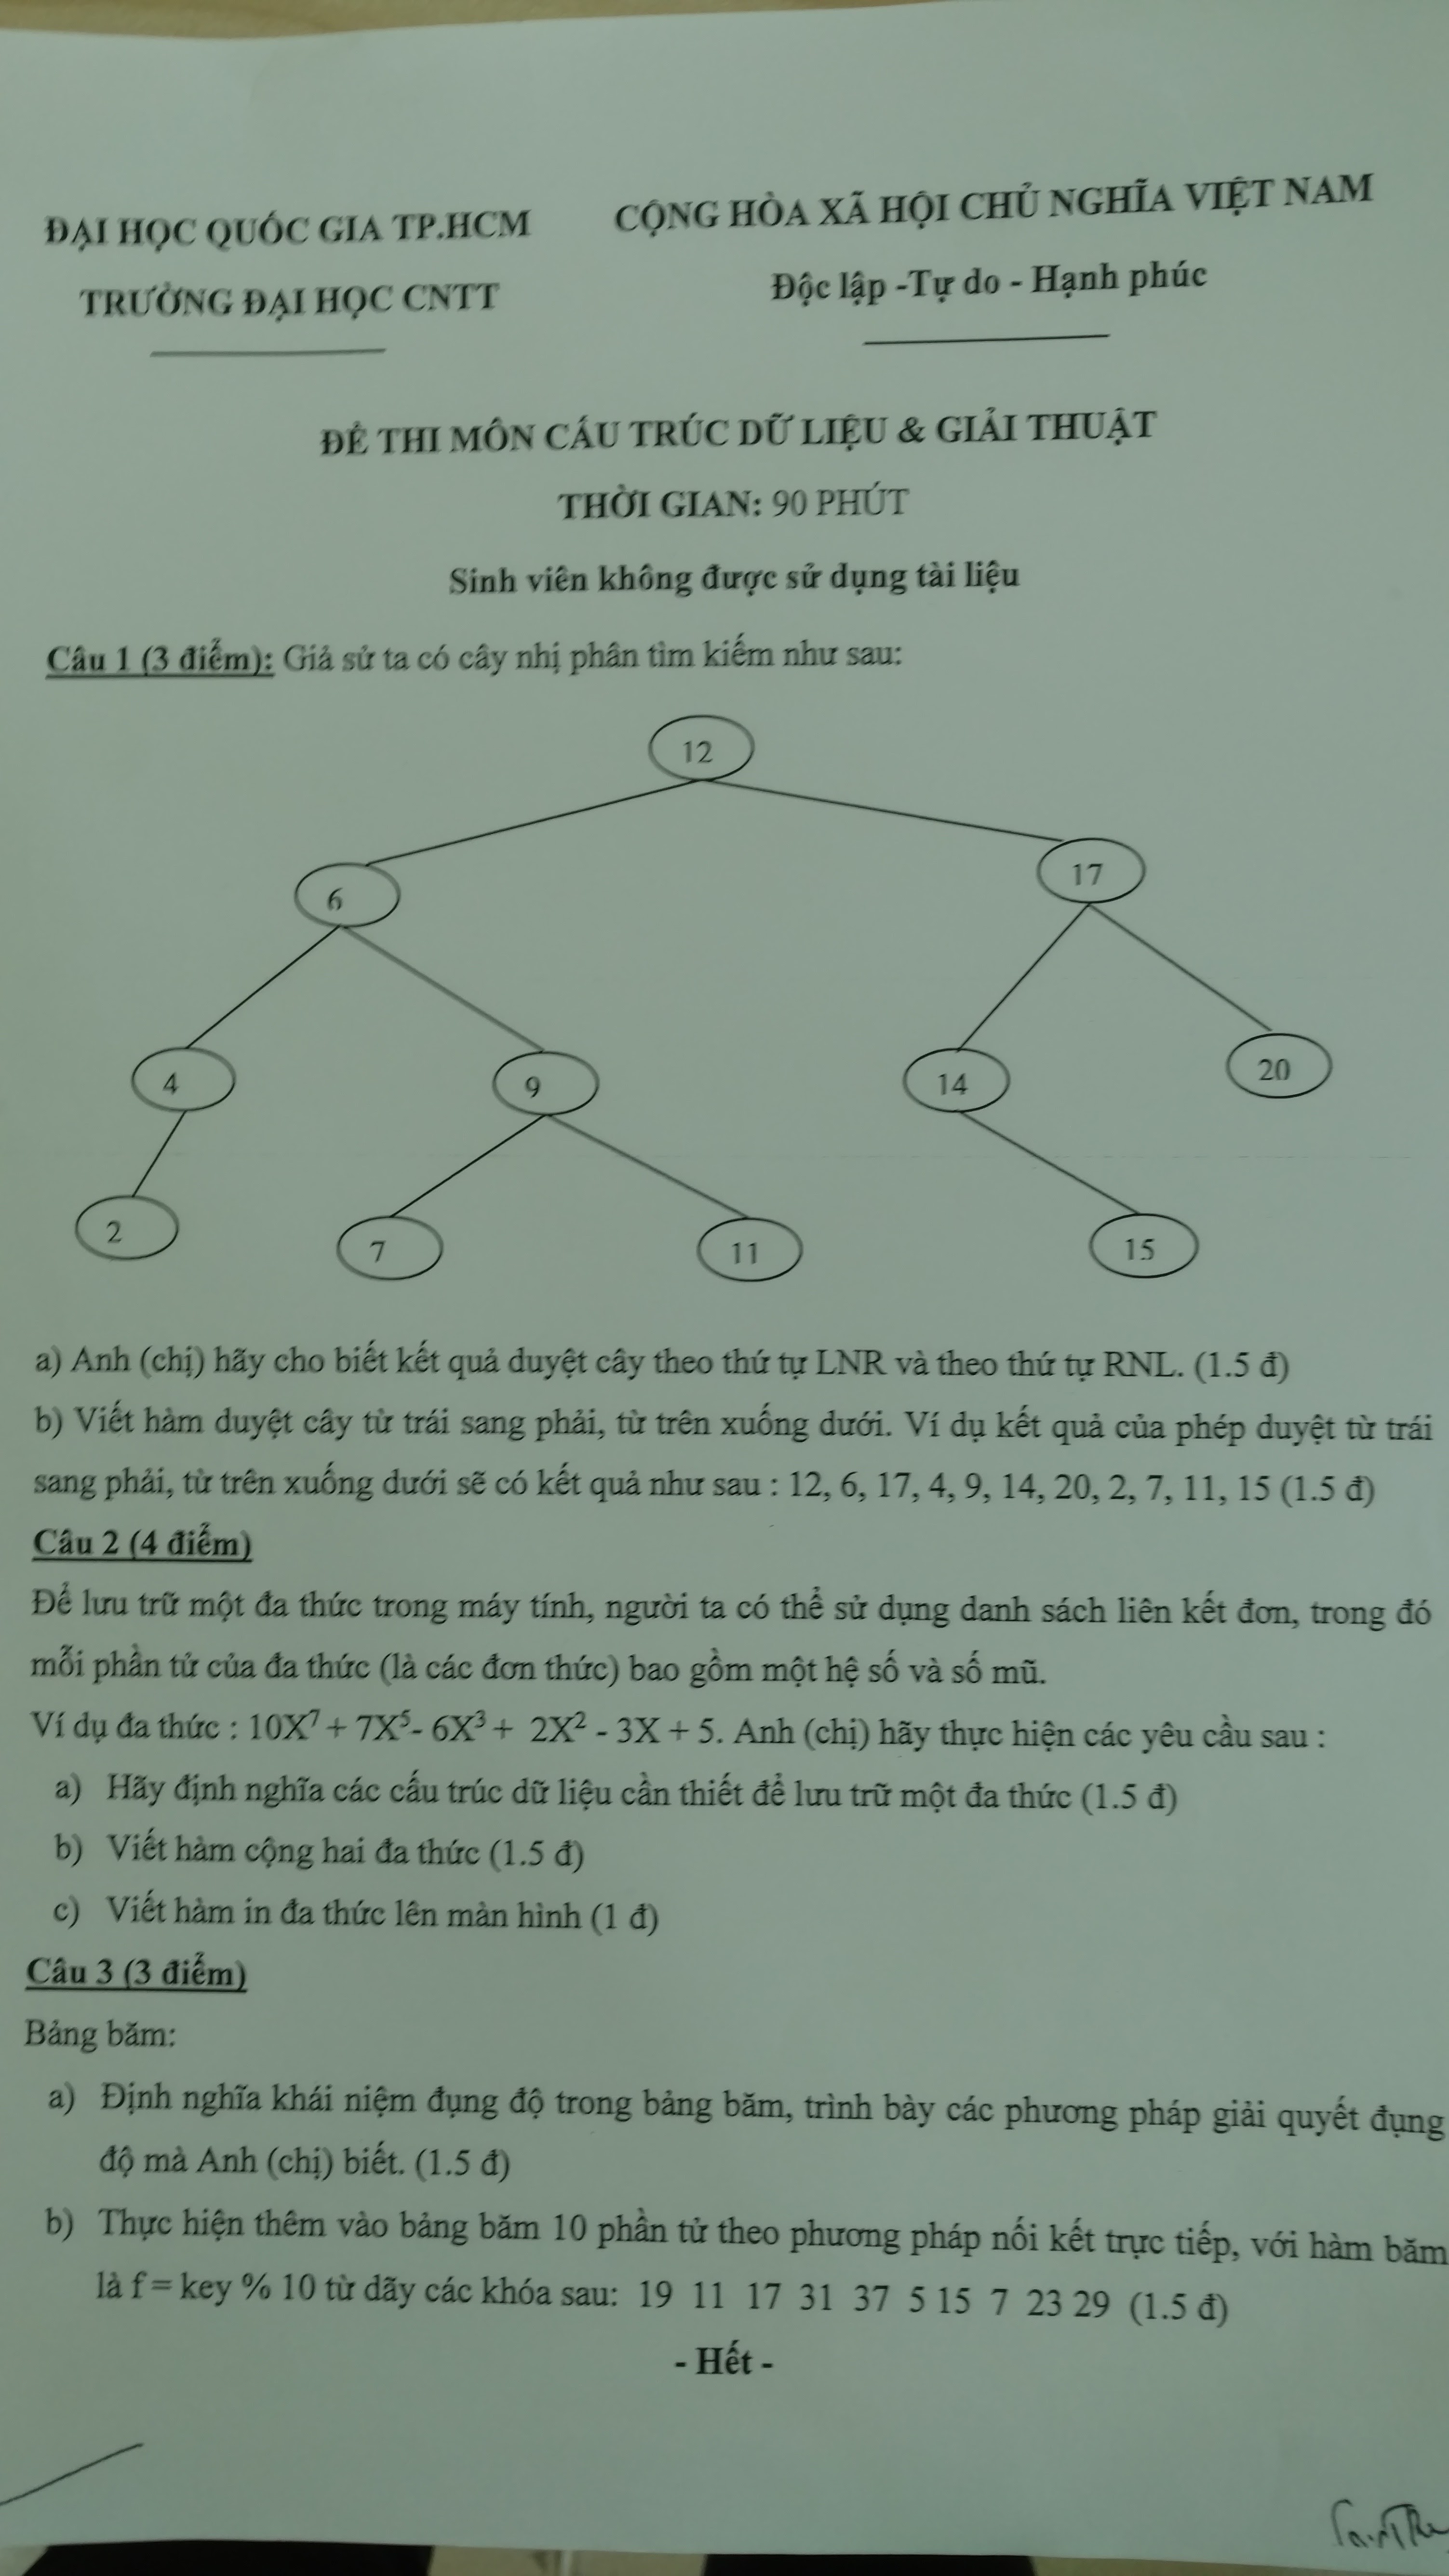 ĐẠI HỌC QUỐC GIA TP.HCM
CỘNG HÒA XÃ HỘI CHỦ NGHĨA VIỆT NAM
TRƯỜNG ĐẠI HỌC CNTT
Độc lập -Tự do - Hạnh phúc
ĐỀ THI MÔN CẤU TRÚC DỮ LIỆU & GIẢI THUẬT
THỜI GIAN: 90 PHÚT
Sinh viên không được sử dụng tài liệu
Câu 1 (3 điểm): Giả sử ta có cây nhị phân tìm kiếm như sau:
12
6
17
4
9
14
20
2
7
11
15
a) Anh (chị) hãy cho biết kết quả duyệt cây theo thứ tự LNR và theo thứ tự RNL. (1.5 đ)
b) Viết hàm duyệt cây từ trái sang phải, từ trên xuống dưới. Ví dụ kết quả của phép duyệt từ trái
sang phải, từ trên xuống dưới sẽ có kết quả như sau : 12, 6, 17, 4, 9, 14, 20, 2, 7, 11, 15 (1.5 đ)
Câu 2 (4 điểm)
Để lưu trữ một đa thức trong máy tính, người ta có thể sử dụng danh sách liên kết đơn, trong đó
mỗi phần tử của đa thức (là các đơn thức) bao gồm một hệ số và số mũ.
Ví dụ đa thức : 10X⁷ + 7X⁵- 6X³ + 2X² - 3X + 5. Anh (chị) hãy thực hiện các yêu cầu sau :
a) Hãy định nghĩa các cấu trúc dữ liệu cần thiết để lưu trữ một đa thức (1.5 đ)
b) Viết hàm cộng hai đa thức (1.5 đ)
c) Viết hàm in đa thức lên màn hình (1 đ)
Câu 3 (3 điểm)
Bảng băm:
a) Định nghĩa khái niệm đụng độ trong bảng băm, trình bày các phương pháp giải quyết đụng
độ mà Anh (chị) biết. (1.5 đ)
b) Thực hiện thêm vào bảng băm 10 phần tử theo phương pháp nối kết trực tiếp, với hàm băm
là f = key % 10 từ dãy các khóa sau: 19 11 17 31 37 5 15 7 23 29 (1.5 đ)
- Hết -